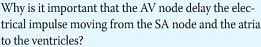 Why is it important that the AV node delay the elec-
trical impulse moving from the SA node and the atria
to the ventricles?